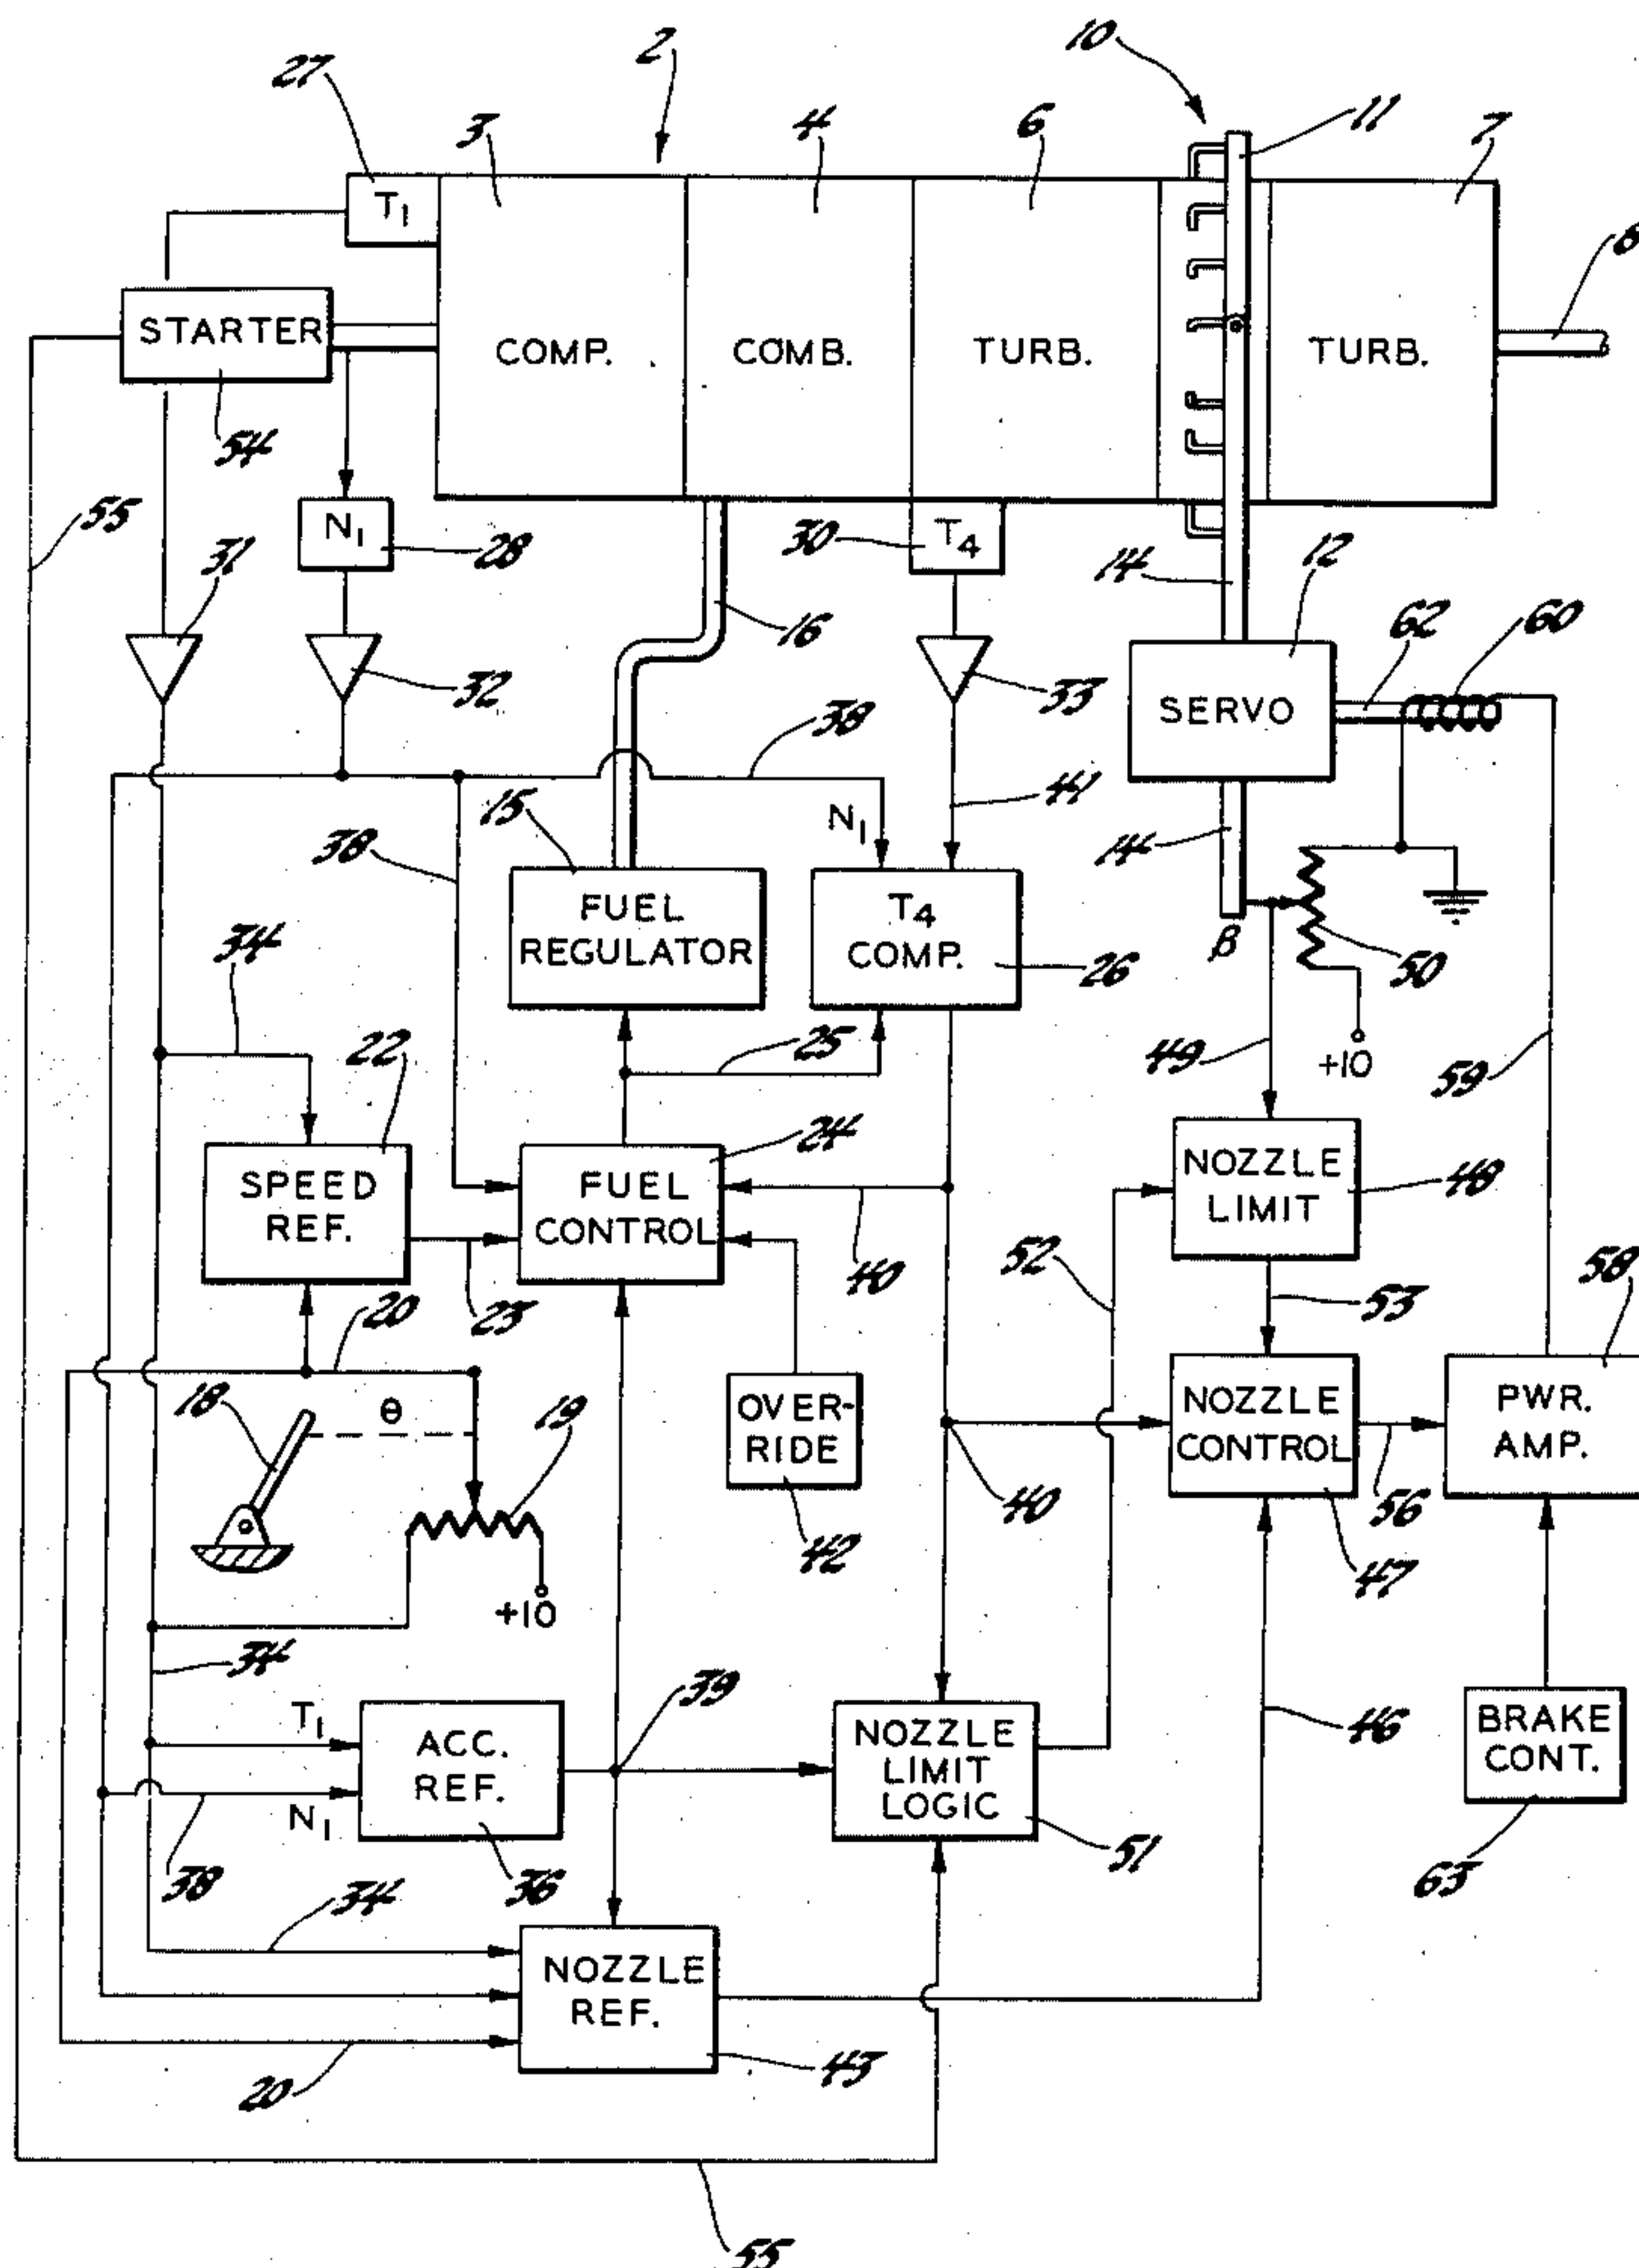 2
10
27
3
4
6
11
7
T1
8
STARTER
COMP.
COMB.
TURB.
TURB.
54
55
N1
28
30
T4
14
12
31
16
62
60
32
33
SERVO
38
41
15
N1
14
38
FUEL
REGULATOR
T4
COMP.
26
β
50
34
22
25
49
+10
59
24
SPEED
REF.
FUEL
CONTROL
NOZZLE
LIMIT
48
40
52
23
20
53
58
18
θ
19
OVER-
RIDE
NOZZLE
CONTROL
PWR.
AMP.
40
56
42
47
+10
34
39
T1
ACC.
REF.
NOZZLE
LIMIT
LOGIC
46
BRAKE
CONT.
N1
51
38
36
63
34
NOZZLE
REF.
43
20
55